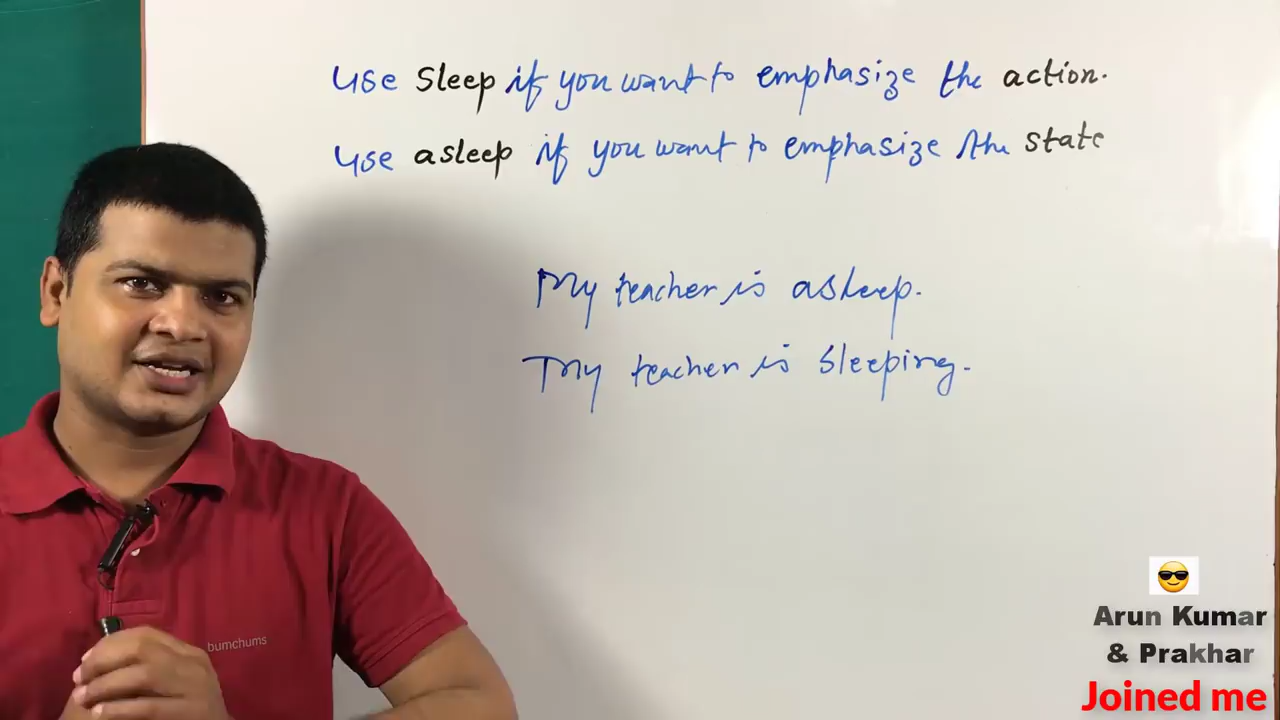 Use Sleep if you want to emphasize the action.
Use asleep if you want to emphasize the state
My teacher is asleep.
My teacher is Sleeping.
bumchums
Arun Kumar
& Prakhar
Joined me